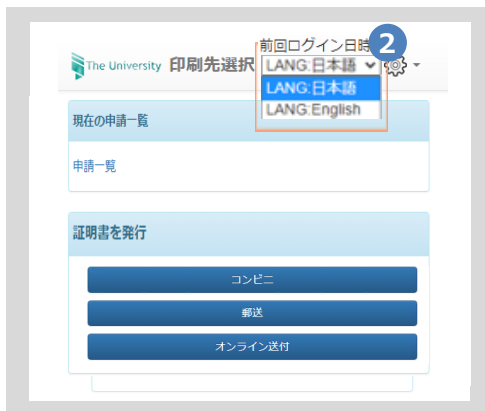 前回ログイン日時
2
The University 印刷先選択
LANG:日本語
LANG:日本語
LANG:English
現在の申請一覧
申請一覧
証明書を発行
コンビニ
郵送
オンライン送付